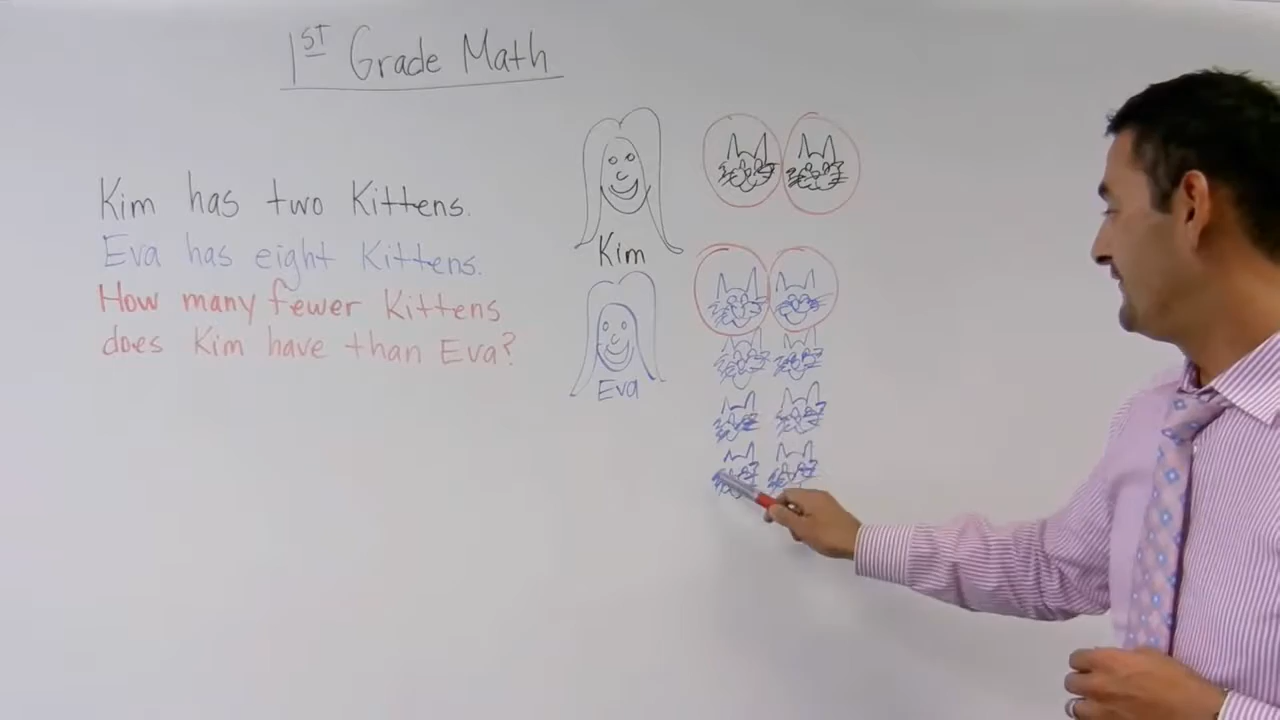 1ST Grade Math
Kim has two Kittens.
Eva has eight Kittens.
How many fewer Kittens
does Kim have than Eva?
Kim
Eva